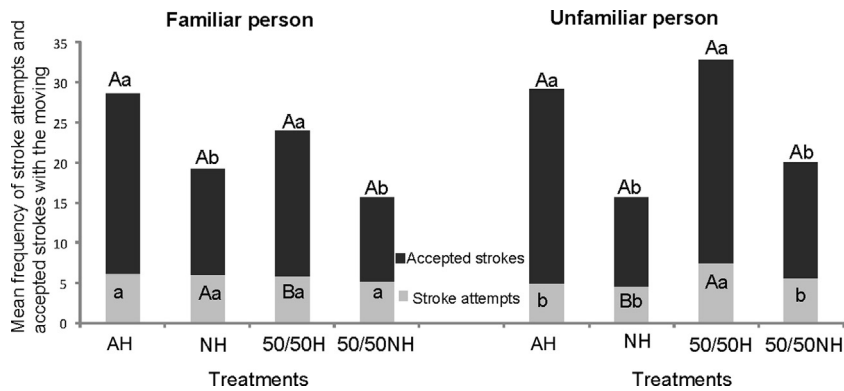 Familiar person
Unfamiliar person
Mean frequency of stroke attempts and
accepted strokes with the moving
35
30
25
20
15
10
5
0
Aa
Ab
Aa
Ab
Aa
Ab
Aa
Ab
Accepted strokes
Stroke attempts
a
Aa
Ba
a
b
Bb
Aa
b
AH
NH
50/50H
50/50NH
AH
NH
50/50H
50/50NH
Treatments
Treatments